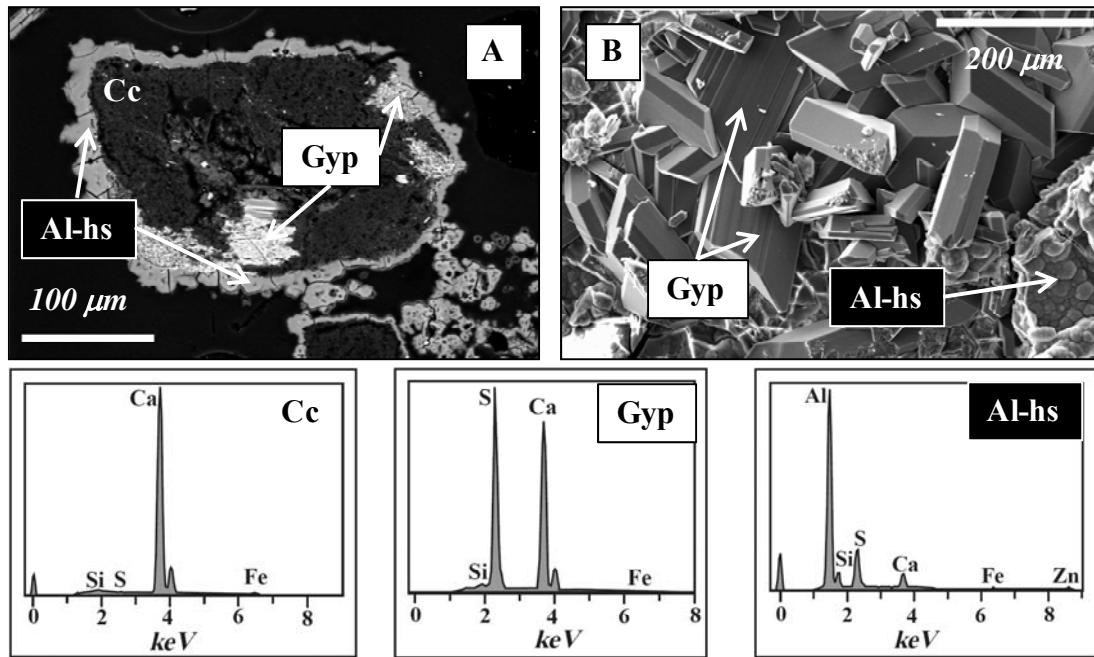 A
Cc
Gyp
Al-hs
100 µm
B
200 µm
Gyp
Al-hs
Ca
Cc
Si S
Fe
0 2 4 6 8
keV
S
Gyp
Ca
Si
Fe
0 2 4 6 8
keV
Al
Al-hs
Si
S
Ca
Fe
Zn
0 2 4 6 8
keV